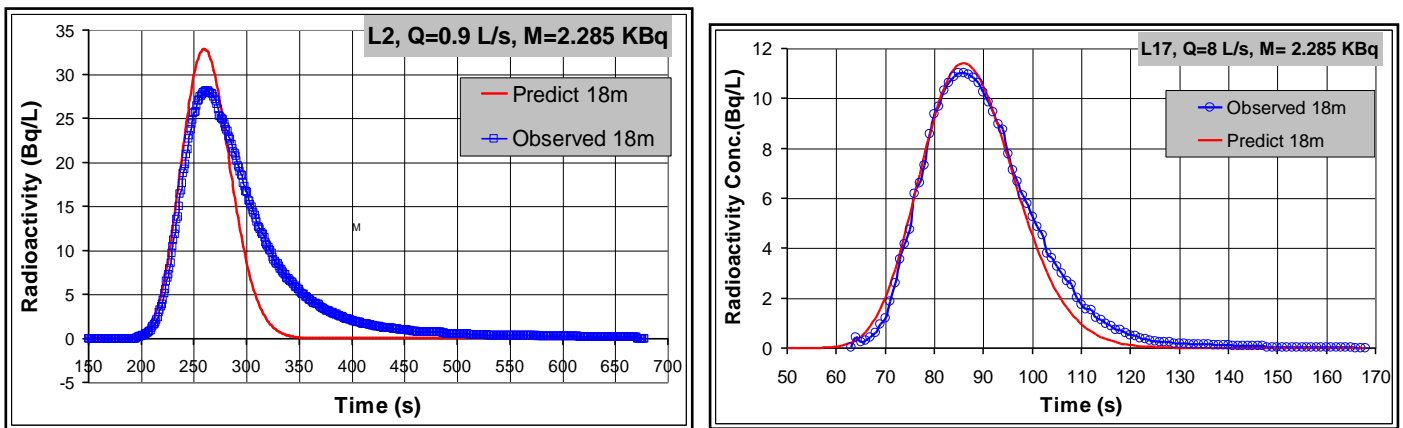 L2, Q=0.9 L/s, M=2.285 KBq
Radioactivity (Bq/L)
35
30
25
20
15
10
5
0
-5
Predict 18m
Observed 18m
M
150 200 250 300 350 400 450 500 550 600 650 700
Time (s)
L17, Q=8 L/s, M= 2.285 KBq
Radioactivity Conc.(Bq/L)
12
10
8
6
4
2
0
Observed 18m
Predict 18m
50 60 70 80 90 100 110 120 130 140 150 160 170
Time (s)